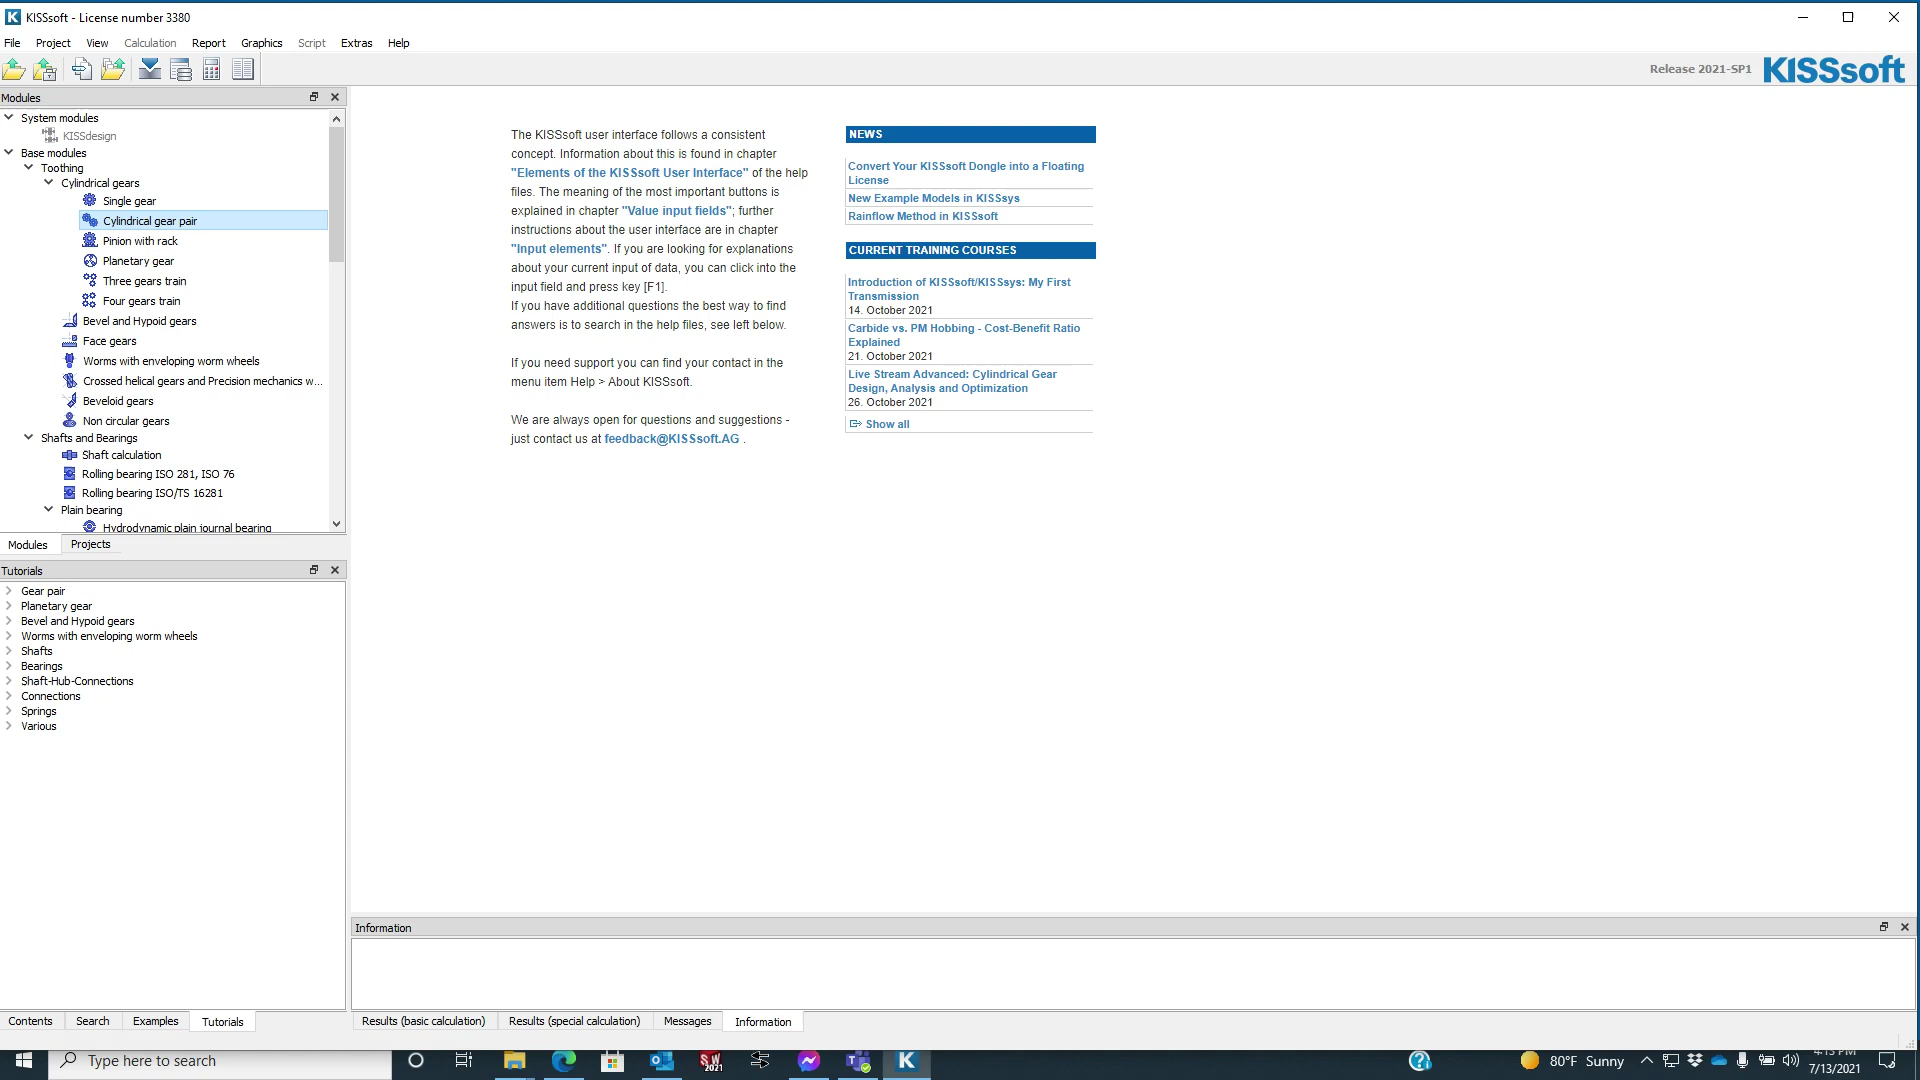 KISSsoft - License number 3380
File Project View Calculation Report Graphics Script Extras Help
Release 2021-SP1 KISSsoft
Modules
System modules
KISSdesign
Base modules
Toothing
Cylindrical gears
Single gear
Cylindrical gear pair
Pinion with rack
Planetary gear
Three gears train
Four gears train
Bevel and Hypoid gears
Face gears
Worms with enveloping worm wheels
Crossed helical gears and Precision mechanics w...
Beveloid gears
Non circular gears
Shafts and Bearings
Shaft calculation
Rolling bearing ISO 281, ISO 76
Rolling bearing ISO/TS 16281
Plain bearing
Hydrodynamic plain journal bearing
Modules Projects
Tutorials
Gear pair
Planetary gear
Bevel and Hypoid gears
Worms with enveloping worm wheels
Shafts
Bearings
Shaft-Hub-Connections
Connections
Springs
Various
Contents Search Examples Tutorials
The KISSsoft user interface follows a consistent
concept. Information about this is found in chapter
"Elements of the KISSsoft User Interface" of the help
files. The meaning of the most important buttons is
explained in chapter "Value input fields"; further
instructions about the user interface are in chapter
"Input elements". If you are looking for explanations
about your current input of data, you can click into the
input field and press key [F1].
If you have additional questions the best way to find
answers is to search in the help files, see left below.
If you need support you can find your contact in the
menu item Help > About KISSsoft.
We are always open for questions and suggestions -
just contact us at feedback@KISSsoft.AG .
NEWS
Convert Your KISSsoft Dongle into a Floating
License
New Example Models in KISSsys
Rainflow Method in KISSsoft
CURRENT TRAINING COURSES
Introduction of KISSsoft/KISSsys: My First
Transmission
14. October 2021
Carbide vs. PM Hobbing - Cost-Benefit Ratio
Explained
21. October 2021
Live Stream Advanced: Cylindrical Gear
Design, Analysis and Optimization
26. October 2021
Show all
Information
Results (basic calculation) Results (special calculation) Messages Information
Type here to search
80°F Sunny
4:13 PM
7/13/2021